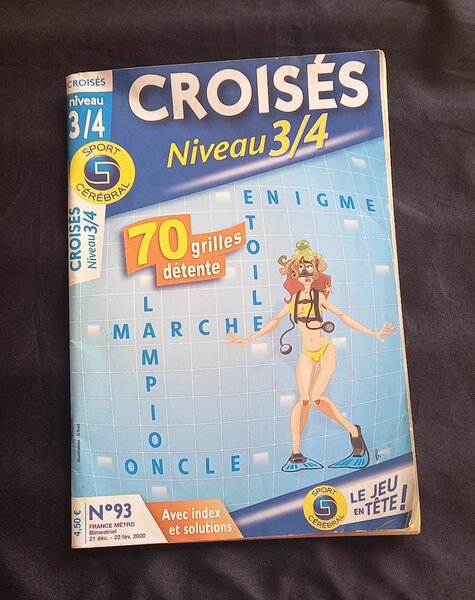 CROISÉS
niveau
3/4
SPORT
CÉRÉBRAL
CROISÉS
Niveau 3/4
CROISÉS
Niveau 3/4
70 grilles
détente
ENIGME
ETOILE
MARCHE
LAMPION
ONCLE
4,50 €
N°93
FRANCE MÉTRO
Bimestriel
21 déc. - 22 fév. 2020
Avec index
et solutions
SPORT
CÉRÉBRAL
LE JEU
EN TÊTE !